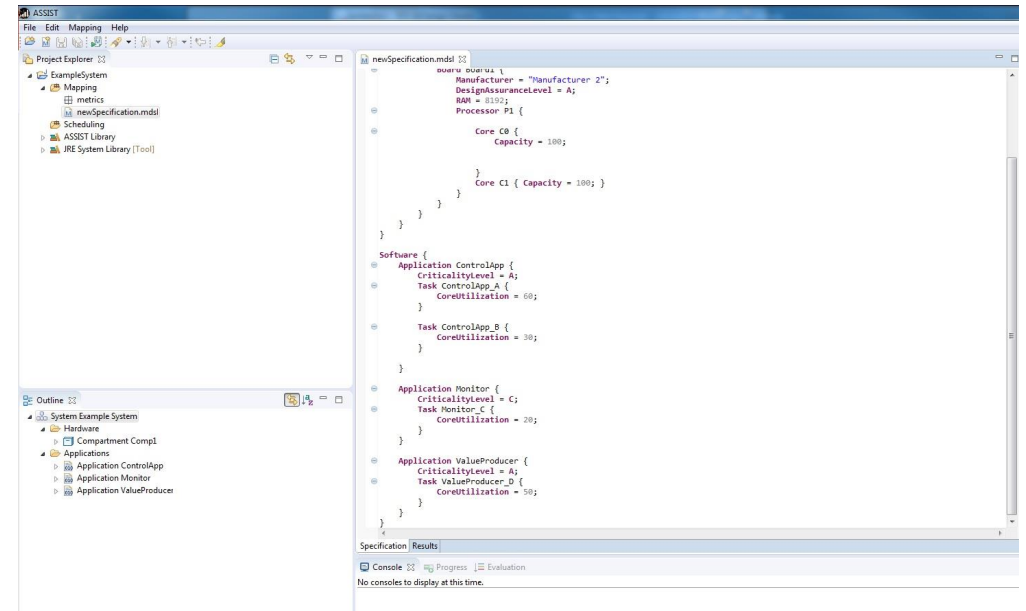 ASSIST
File Edit Mapping Help
Project Explorer
ExampleSystem
Mapping
metrics
newSpecification.mdsl
Scheduling
ASSIST Library
JRE System Library [Tool]
Outline
System Example System
Hardware
Compartment Comp1
Applications
Application ControlApp
Application Monitor
Application ValueProducer
newSpecification.mdsl
Board Board1 {
Manufacturer = "Manufacturer 2";
DesignAssuranceLevel = A;
RAM = 8192;
Processor P1 {
Core C0 {
Capacity = 100;
}
Core C1 { Capacity = 100; }
}
}
}
}
}
Software {
Application ControlApp {
CriticalityLevel = A;
Task ControlApp_A {
CoreUtilization = 60;
}
Task ControlApp_B {
CoreUtilization = 30;
}
}
Application Monitor {
CriticalityLevel = C;
Task Monitor_C {
CoreUtilization = 20;
}
}
Application ValueProducer {
CriticalityLevel = A;
Task ValueProducer_D {
CoreUtilization = 50;
}
}
}
Specification Results
Console Progress Evaluation
No consoles to display at this time.